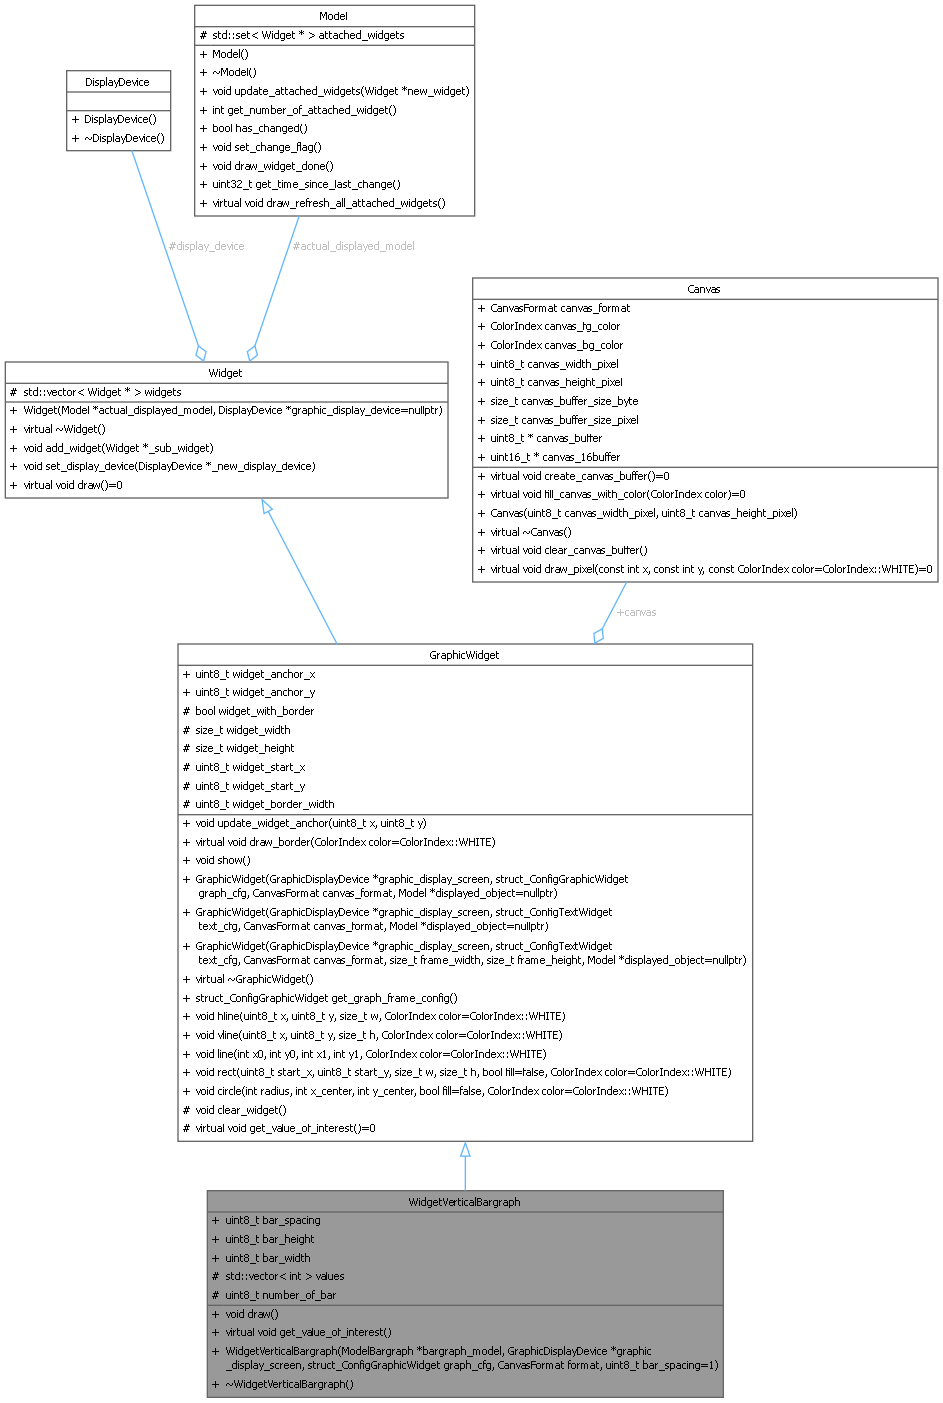 Model
# std::set< Widget * > attached_widgets
+ Model()
+ ~Model()
+ void update_attached_widgets(Widget *new_widget)
+ int get_number_of_attached_widget()
+ bool has_changed()
+ void set_change_flag()
+ void draw_widget_done()
+ uint32_t get_time_since_last_change()
+ virtual void draw_refresh_all_attached_widgets()
DisplayDevice
+ DisplayDevice()
+ ~DisplayDevice()
#display_device
#actual_displayed_model
Canvas
+ CanvasFormat canvas_format
+ ColorIndex canvas_fg_color
+ ColorIndex canvas_bg_color
+ uint8_t canvas_width_pixel
+ uint8_t canvas_height_pixel
+ size_t canvas_buffer_size_byte
+ size_t canvas_buffer_size_pixel
+ uint8_t * canvas_buffer
+ uint16_t * canvas_16buffer
+ virtual void create_canvas_buffer()=0
+ virtual void fill_canvas_with_color(ColorIndex color)=0
+ Canvas(uint8_t canvas_width_pixel, uint8_t canvas_height_pixel)
+ virtual ~Canvas()
+ virtual void clear_canvas_buffer()
+ virtual void draw_pixel(const int x, const int y, const ColorIndex color=ColorIndex::WHITE)=0
Widget
# std::vector< Widget * > widgets
+ Widget(Model *actual_displayed_model, DisplayDevice *graphic_display_device=nullptr)
+ virtual ~Widget()
+ void add_widget(Widget *_sub_widget)
+ void set_display_device(DisplayDevice *_new_display_device)
+ virtual void draw()=0
+canvas
GraphicWidget
+ uint8_t widget_anchor_x
+ uint8_t widget_anchor_y
# bool widget_with_border
# size_t widget_width
# size_t widget_height
# uint8_t widget_start_x
# uint8_t widget_start_y
# uint8_t widget_border_width
+ void update_widget_anchor(uint8_t x, uint8_t y)
+ virtual void draw_border(ColorIndex color=ColorIndex::WHITE)
+ void show()
+ GraphicWidget(GraphicDisplayDevice *graphic_display_screen, struct_ConfigGraphicWidget
graph_cfg, CanvasFormat canvas_format, Model *displayed_object=nullptr)
+ GraphicWidget(GraphicDisplayDevice *graphic_display_screen, struct_ConfigTextWidget
text_cfg, CanvasFormat canvas_format, Model *displayed_object=nullptr)
+ GraphicWidget(GraphicDisplayDevice *graphic_display_screen, struct_ConfigTextWidget
text_cfg, CanvasFormat canvas_format, size_t frame_width, size_t frame_height, Model *displayed_object=nullptr)
+ virtual ~GraphicWidget()
+ struct_ConfigGraphicWidget get_graph_frame_config()
+ void hline(uint8_t x, uint8_t y, size_t w, ColorIndex color=ColorIndex::WHITE)
+ void vline(uint8_t x, uint8_t y, size_t h, ColorIndex color=ColorIndex::WHITE)
+ void line(int x0, int y0, int x1, int y1, ColorIndex color=ColorIndex::WHITE)
+ void rect(uint8_t start_x, uint8_t start_y, size_t w, size_t h, bool fill=false, ColorIndex color=ColorIndex::WHITE)
+ void circle(int radius, int x_center, int y_center, bool fill=false, ColorIndex color=ColorIndex::WHITE)
# void clear_widget()
# virtual void get_value_of_interest()=0
WidgetVerticalBargraph
+ uint8_t bar_spacing
+ uint8_t bar_height
+ uint8_t bar_width
# std::vector< int > values
# uint8_t number_of_bar
+ void draw()
+ virtual void get_value_of_interest()
+ WidgetVerticalBargraph(ModelBargraph *bargraph_model, GraphicDisplayDevice *graphic
_display_screen, struct_ConfigGraphicWidget graph_cfg, CanvasFormat format, uint8_t bar_spacing=1)
+ ~WidgetVerticalBargraph()